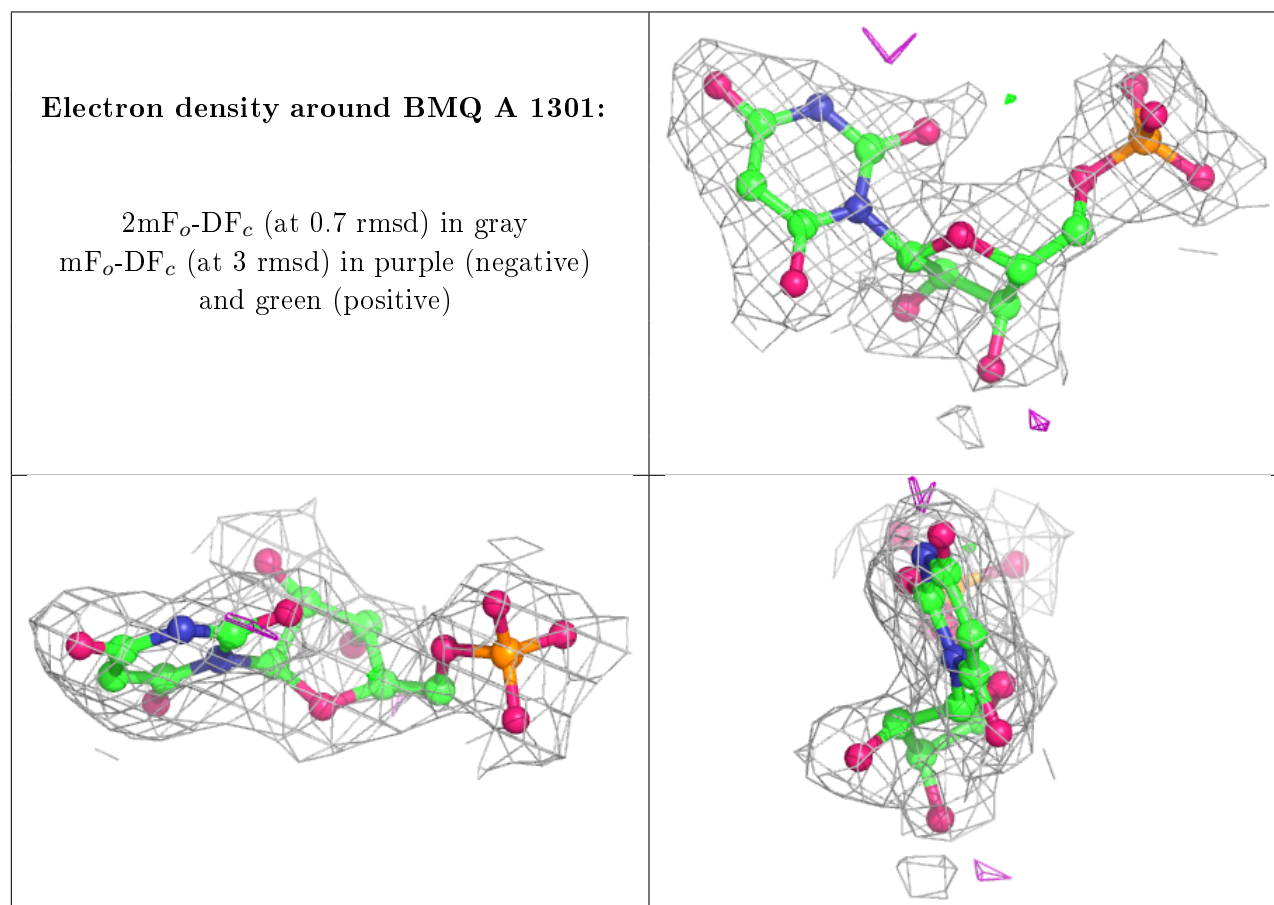 Electron density around BMQ A 1301:
2mFo-DFc (at 0.7 rmsd) in gray
mFo-DFc (at 3 rmsd) in purple (negative)
and green (positive)